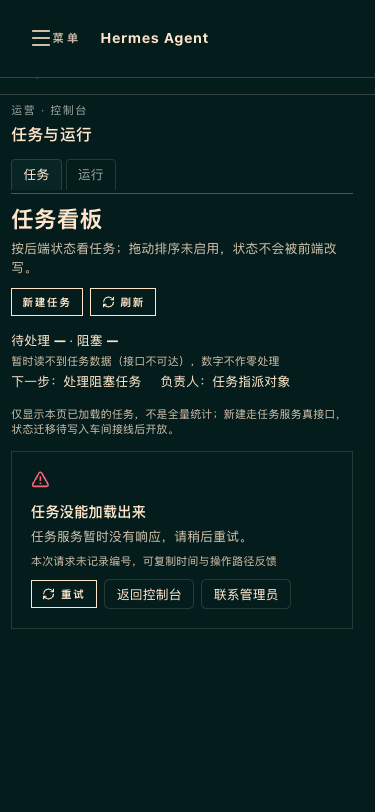 菜单 Hermes Agent
运营 · 控制台
任务与运行
任务 运行
任务看板
按后端状态看任务；拖动排序未启用，状态不会被前端改
写。
新建任务 刷新
待处理 — · 阻塞 —
暂时读不到任务数据（接口不可达），数字不作零处理
下一步：处理阻塞任务 负责人：任务指派对象
仅显示本页已加载的任务，不是全量统计；新建走任务服务真接口，
状态迁移待写入车间接线后开放。
任务没能加载出来
任务服务暂时没有响应，请稍后重试。
本次请求未记录编号，可复制时间与操作路径反馈
重试 返回控制台 联系管理员